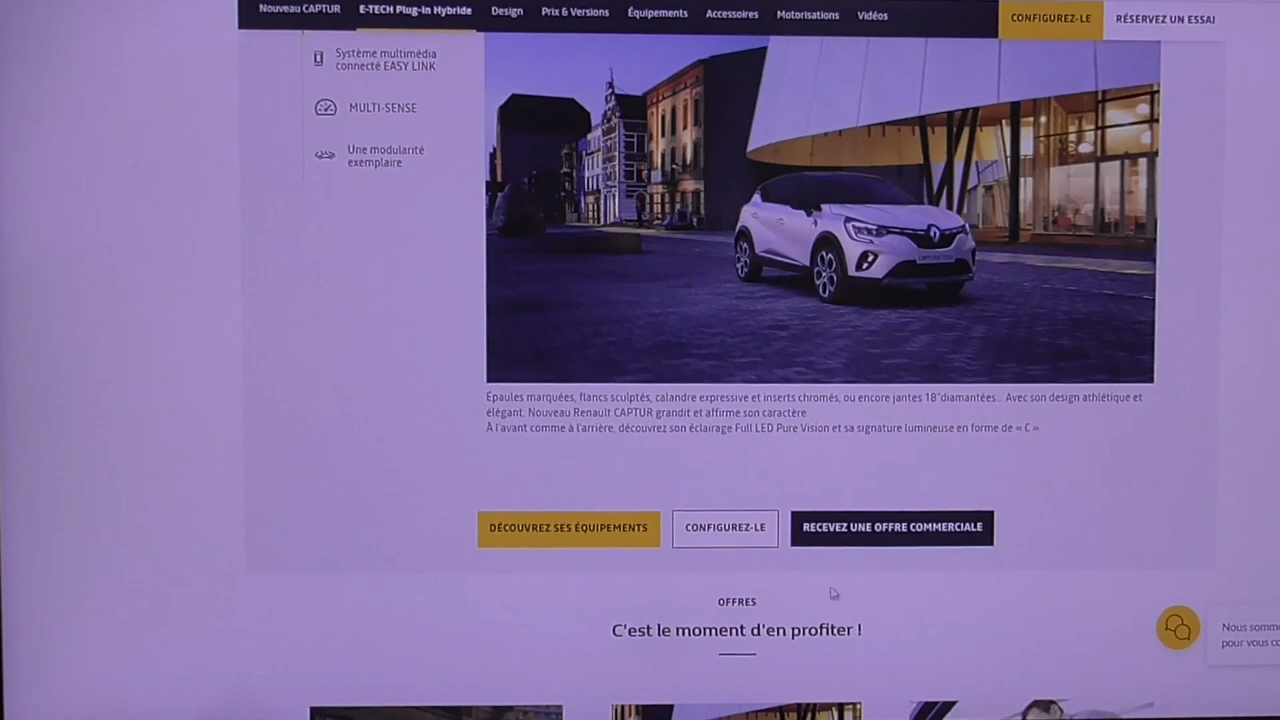 Nouveau CAPTUR
E-TECH Plug-in Hybride
Design
Prix & Versions
Équipements
Accessoires
Motorisations
Vidéos
CONFIGUREZ-LE
RÉSERVEZ UN ESSAI
Système multimédia
connecté EASY LINK
MULTI-SENSE
Une modularité
exemplaire
Épaules marquées, flancs sculptés, calandre expressive et inserts chromés, ou encore jantes 18"diamantées... Avec son design athlétique et
élégant, Nouveau Renault CAPTUR grandit et affirme son caractère.
À l'avant comme à l'arrière, découvrez son éclairage Full LED Pure Vision et sa signature lumineuse en forme de « C ».
DÉCOUVREZ SES ÉQUIPEMENTS
CONFIGUREZ-LE
RECEVEZ UNE OFFRE COMMERCIALE
OFFRES
C'est le moment d'en profiter !
Nous somm
pour vous co